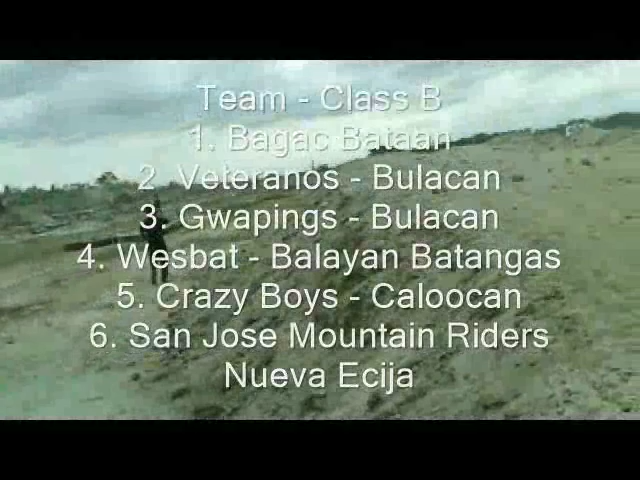 Team - Class B
1. Bagac Bataan
2  Veteranos - Bulacan
3. Gwapings - Bulacan
4. Wesbat - Balayan Batangas
5. Crazy Boys - Caloocan
6. San Jose Mountain Riders
Nueva Ecija